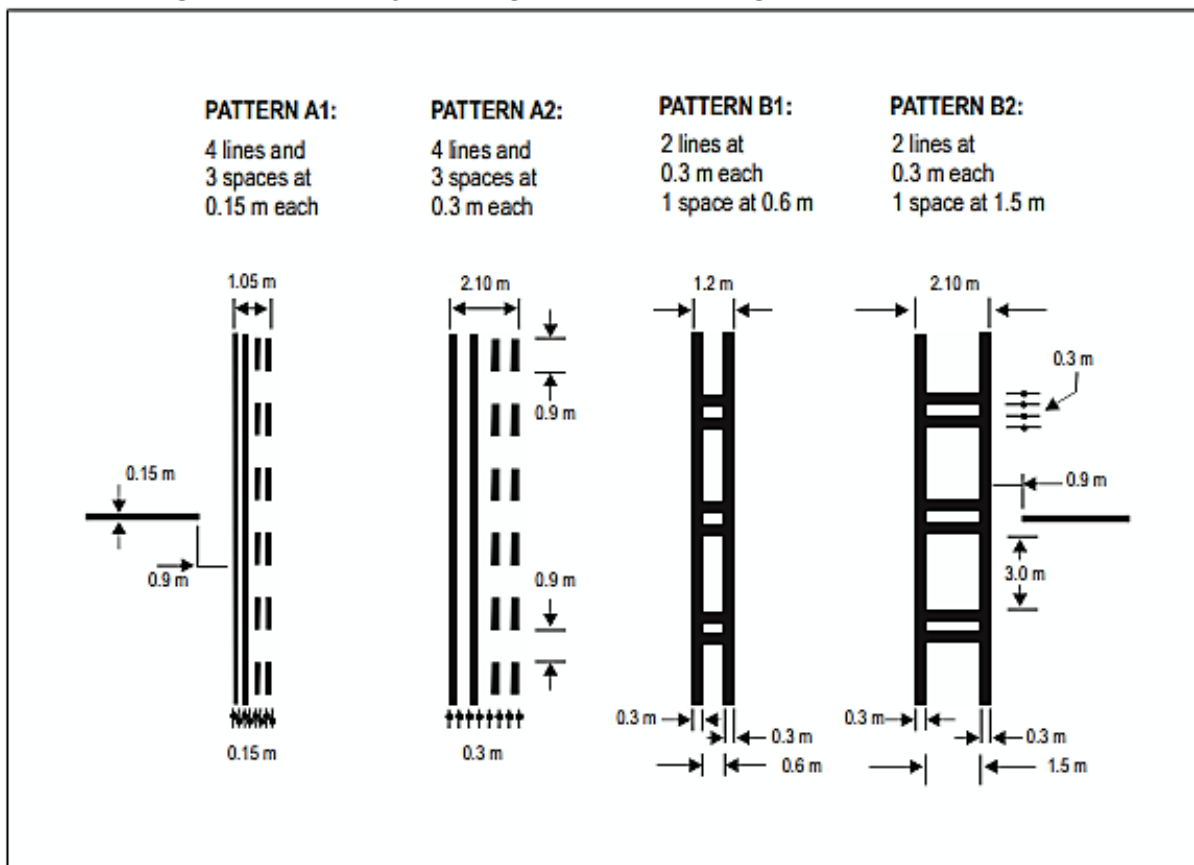 PATTERN A1:
4 lines and
3 spaces at
0.15 m each
PATTERN A2:
4 lines and
3 spaces at
0.3 m each
PATTERN B1:
2 lines at
0.3 m each
1 space at 0.6 m
PATTERN B2:
2 lines at
0.3 m each
1 space at 1.5 m
1.05 m
2.10 m
1.2 m
2.10 m
0.3 m
0.9 m
0.15 m
0.9 m
0.9 m
0.9 m
3.0 m
0.15 m
0.3 m
0.3 m
0.3 m
0.6 m
0.3 m
0.3 m
1.5 m